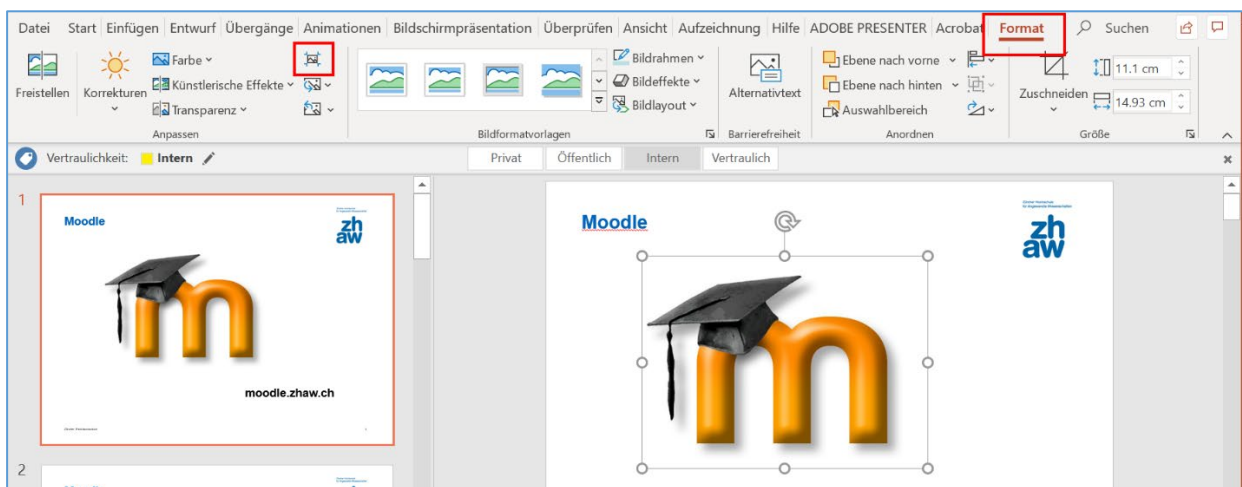 Datei Start Einfügen Entwurf Übergänge Animationen Bildschirmpräsentation Überprüfen Ansicht Aufzeichnung Hilfe ADOBE PRESENTER Acrobat Format Suchen
Freistellen
Korrekturen
Farbe
Künstlerische Effekte
Transparenz
Bildrahmen
Bildeffekte
Bildlayout
Alternativtext
Ebene nach vorne
Ebene nach hinten
Auswahlbereich
Zuschneiden
11.1 cm
14.93 cm
Anpassen Bildformatvorlagen Barrierefreiheit Anordnen Größe
Vertraulichkeit: Intern Privat Öffentlich Intern Vertraulich
1
Moodle
zh
aw
m
moodle.zhaw.ch
2
Moodle
zh
aw
m